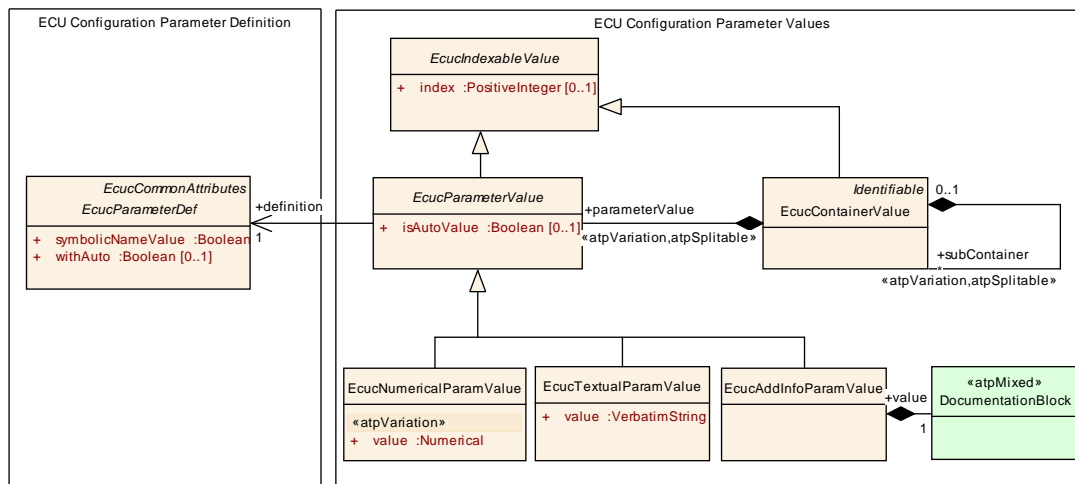 ECU Configuration Parameter Definition
ECU Configuration Parameter Values
EcucIndexableValue
+ index :PositiveInteger [0..1]
EcucCommonAttributes
EcucParameterDef
+ symbolicNameValue :Boolean
+ withAuto :Boolean [0..1]
+definition
1
EcucParameterValue
+ isAutoValue :Boolean [0..1]
+parameterValue
«atpVariation,atpSplitable»
Identifiable
EcucContainerValue
0..1
+subContainer
*
«atpVariation,atpSplitable»
EcucNumericalParamValue
«atpVariation»
+ value :Numerical
EcucTextualParamValue
+ value :VerbatimString
EcucAddInfoParamValue
+value
1
«atpMixed»
DocumentationBlock